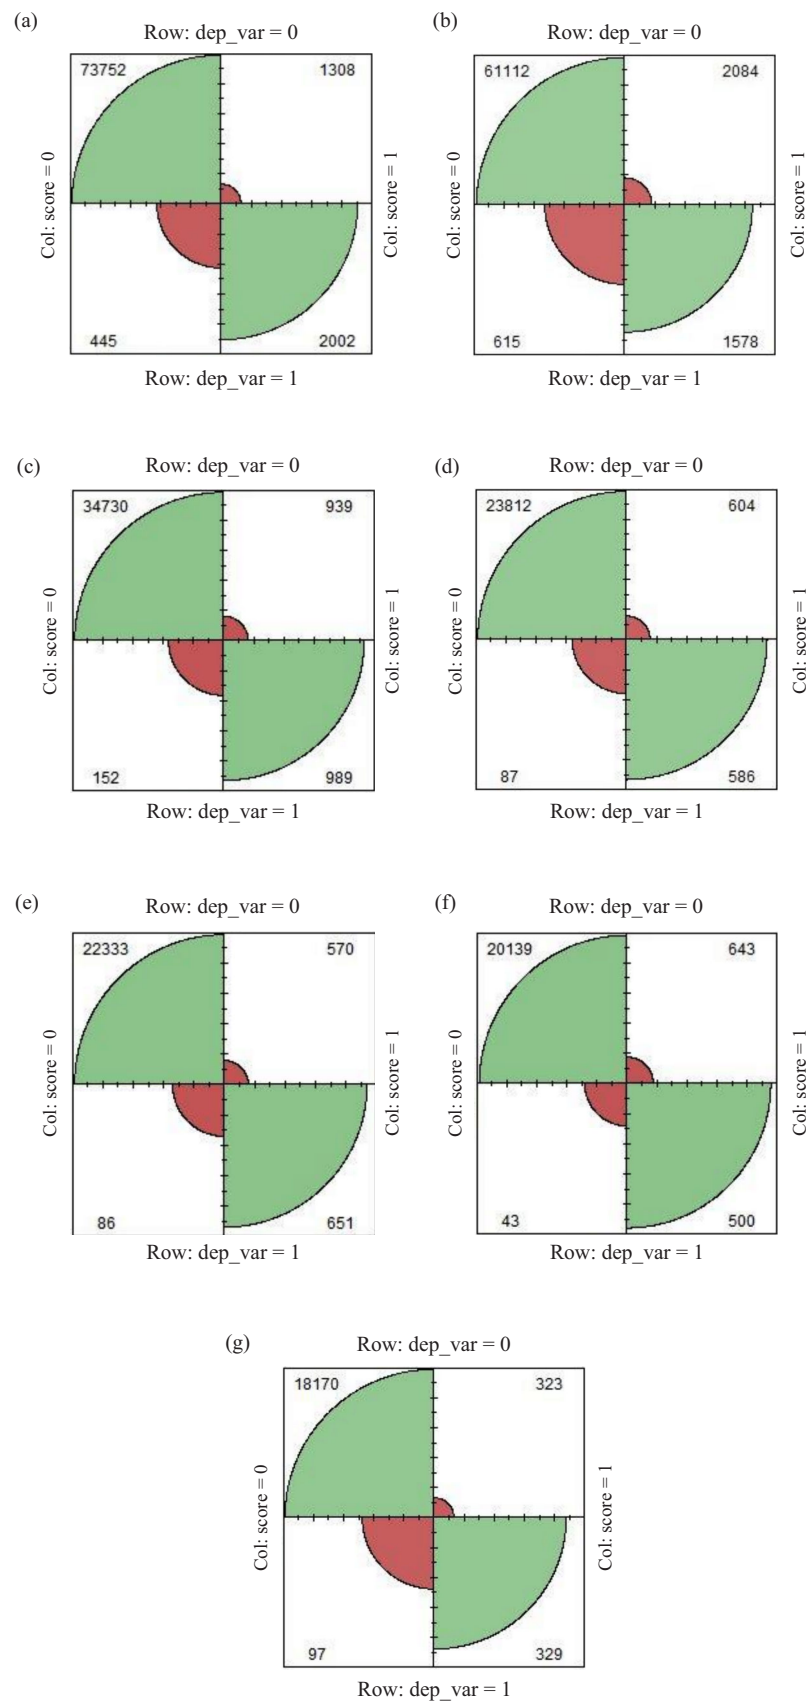 (a)
Row: dep_var = 0
73752 1308
Col: score = 0
Col: score = 1
445 2002
Row: dep_var = 1
(b)
Row: dep_var = 0
61112 2084
Col: score = 0
Col: score = 1
615 1578
Row: dep_var = 1
(c)
Row: dep_var = 0
34730 939
Col: score = 0
Col: score = 1
152 989
Row: dep_var = 1
(d)
Row: dep_var = 0
23812 604
Col: score = 0
Col: score = 1
87 586
Row: dep_var = 1
(e)
Row: dep_var = 0
22333 570
Col: score = 0
Col: score = 1
86 651
Row: dep_var = 1
(f)
Row: dep_var = 0
20139 643
Col: score = 0
Col: score = 1
43 500
Row: dep_var = 1
(g)
Row: dep_var = 0
18170 323
Col: score = 0
Col: score = 1
97 329
Row: dep_var = 1